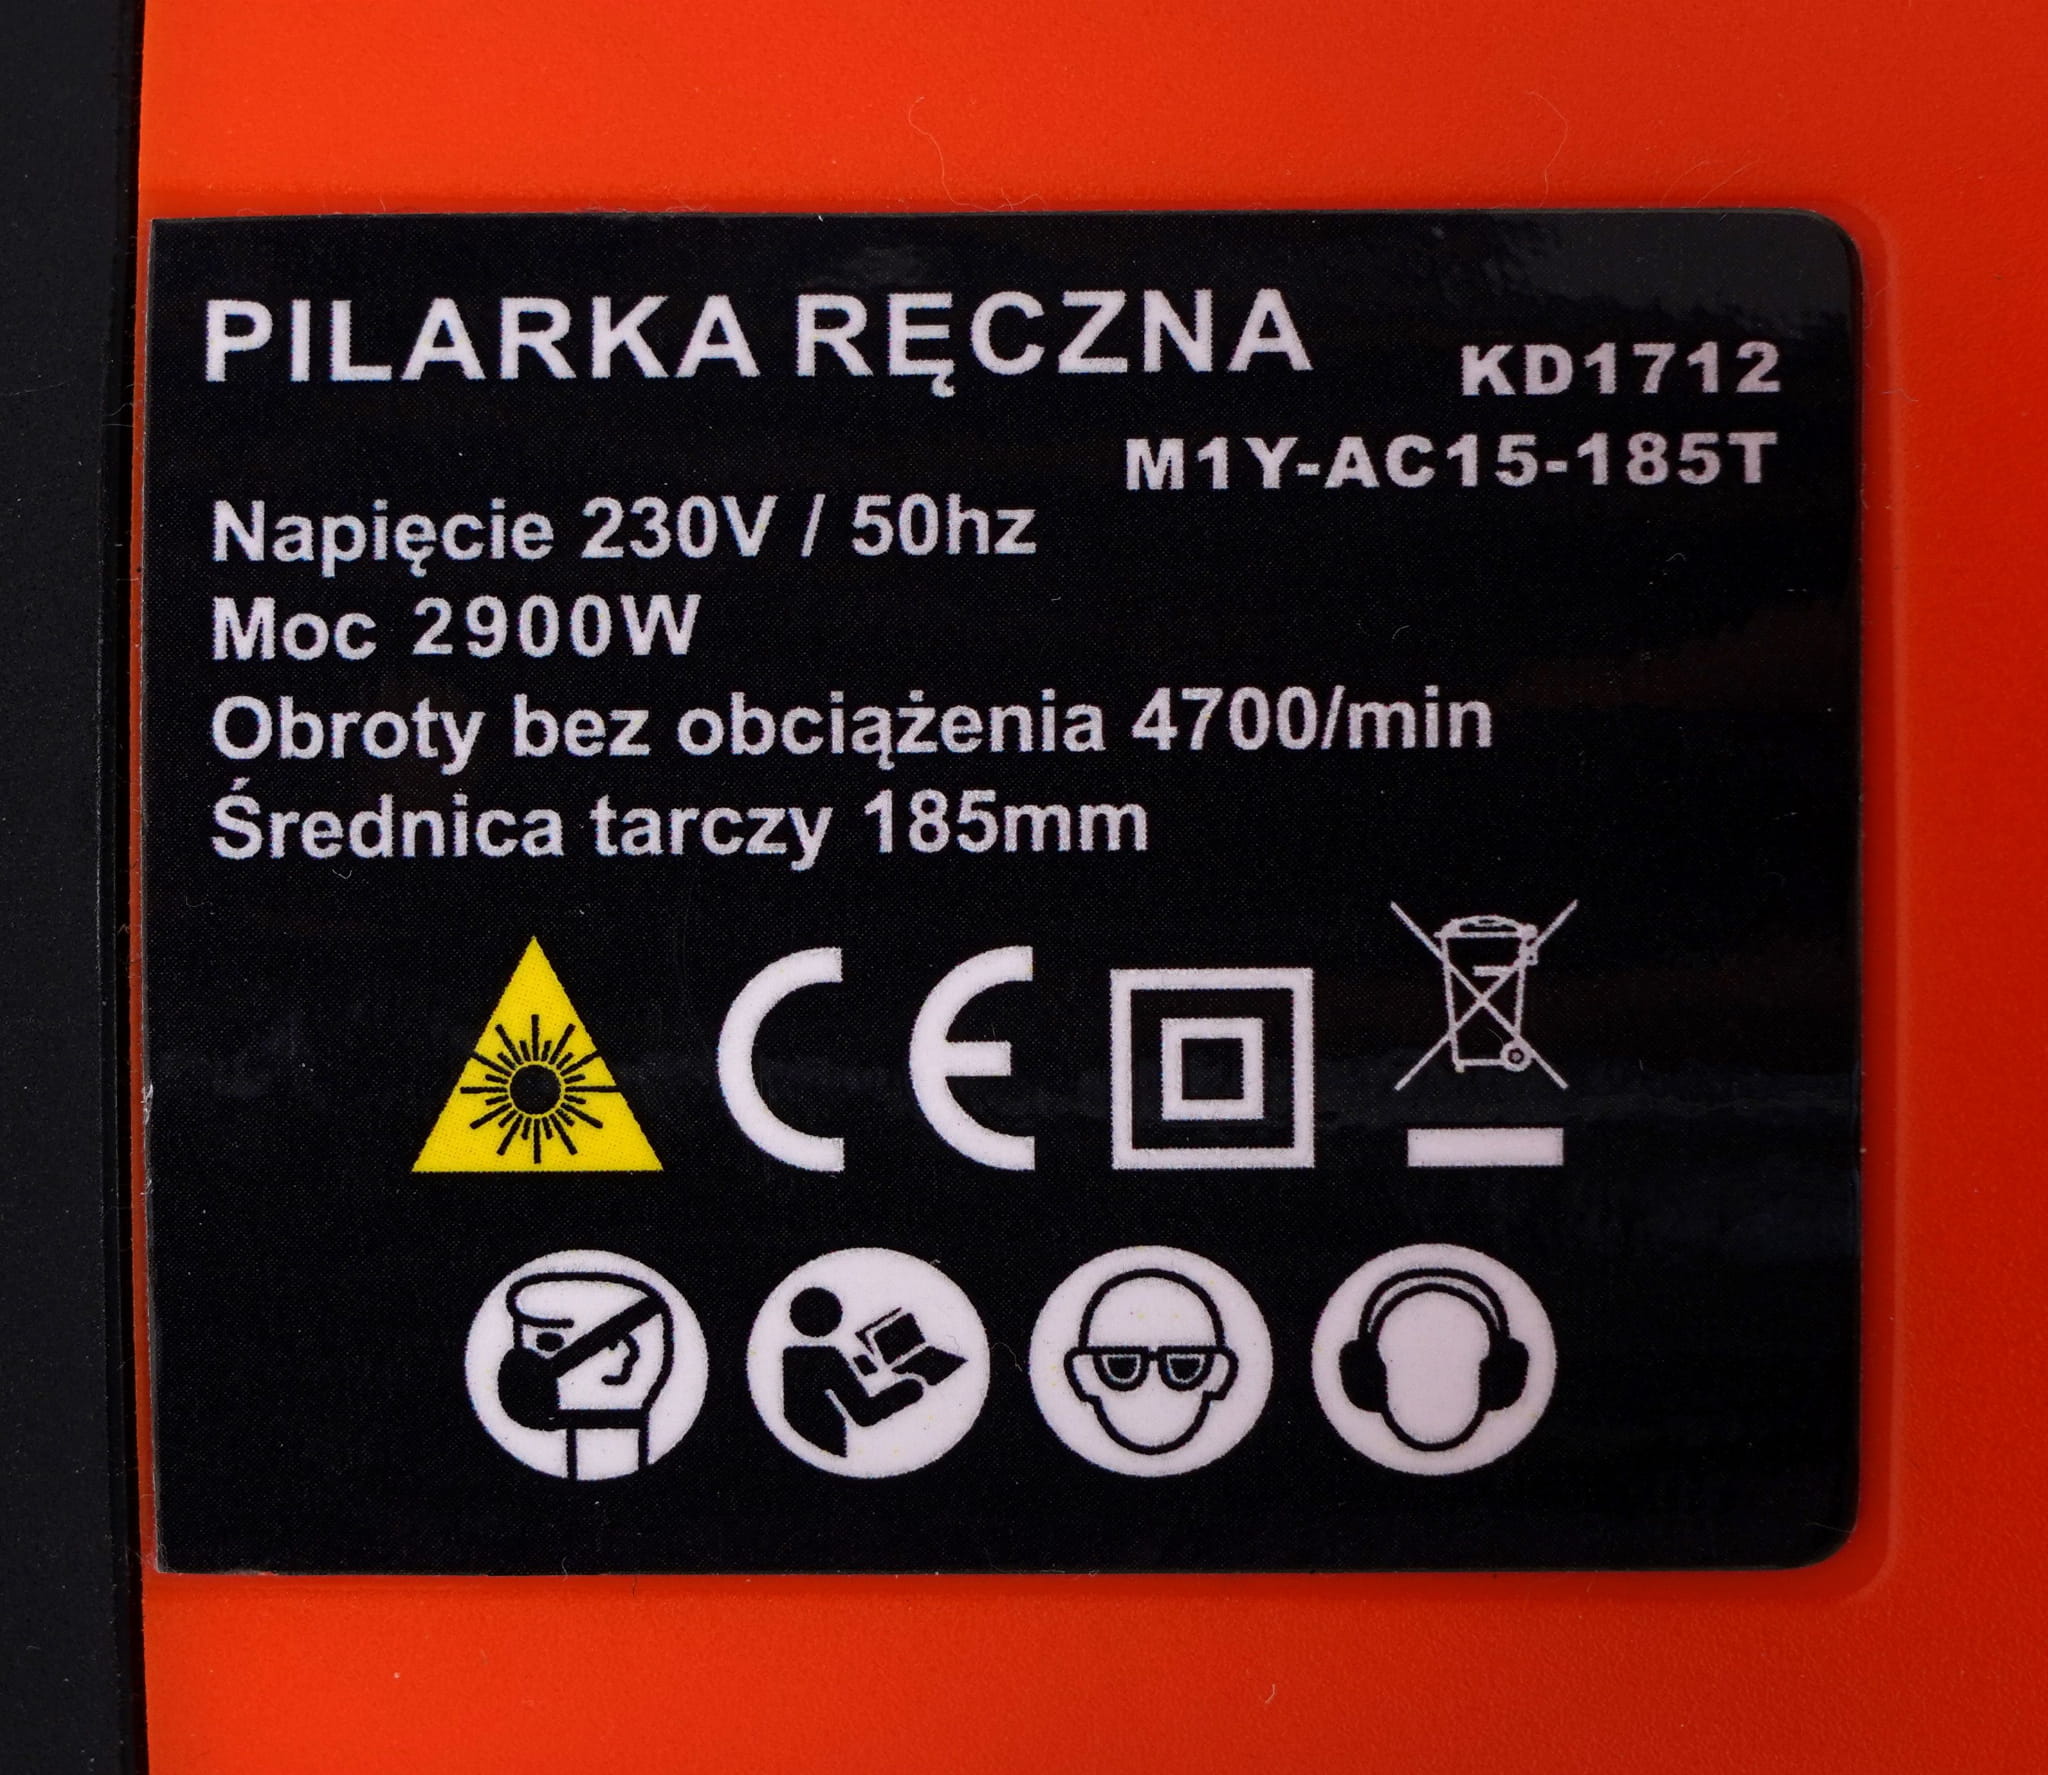 PILARKA RĘCZNA
KD1712
M1Y-AC15-185T
Napięcie 230V / 50hz
Moc 2900W
Obroty bez obciążenia 4700/min
Średnica tarczy 185mm
CE